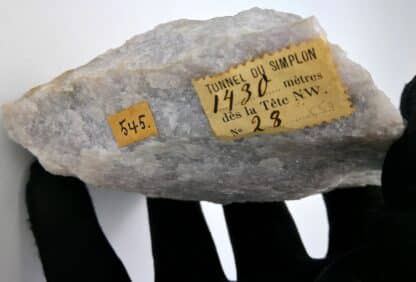 545.
TUNNEL DU SIMPLON
1430 mètres
dès la Tête NW.
No 28